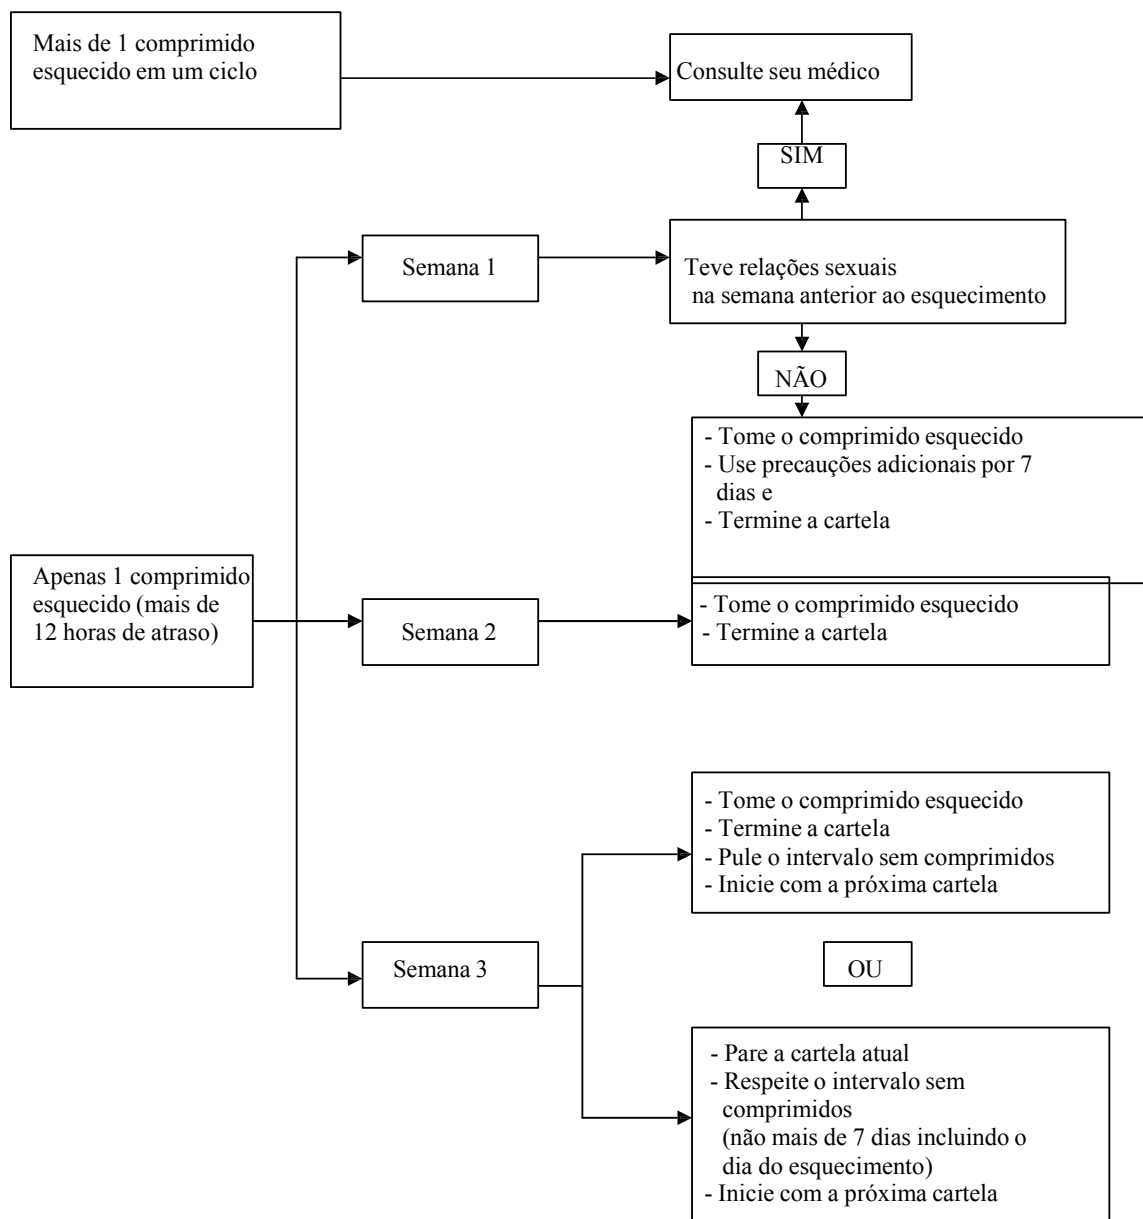 Mais de 1 comprimido
esquecido em um ciclo
Consulte seu médico
SIM
Semana 1
Teve relações sexuais
na semana anterior ao esquecimento
NÃO
- Tome o comprimido esquecido
- Use precauções adicionais por 7
dias e
- Termine a cartela
Apenas 1 comprimido
esquecido (mais de
12 horas de atraso)
Semana 2
- Tome o comprimido esquecido
- Termine a cartela
- Tome o comprimido esquecido
- Termine a cartela
- Pule o intervalo sem comprimidos
- Inicie com a próxima cartela
Semana 3
OU
- Pare a cartela atual
- Respeite o intervalo sem
comprimidos
(não mais de 7 dias incluindo o
dia do esquecimento)
- Inicie com a próxima cartela